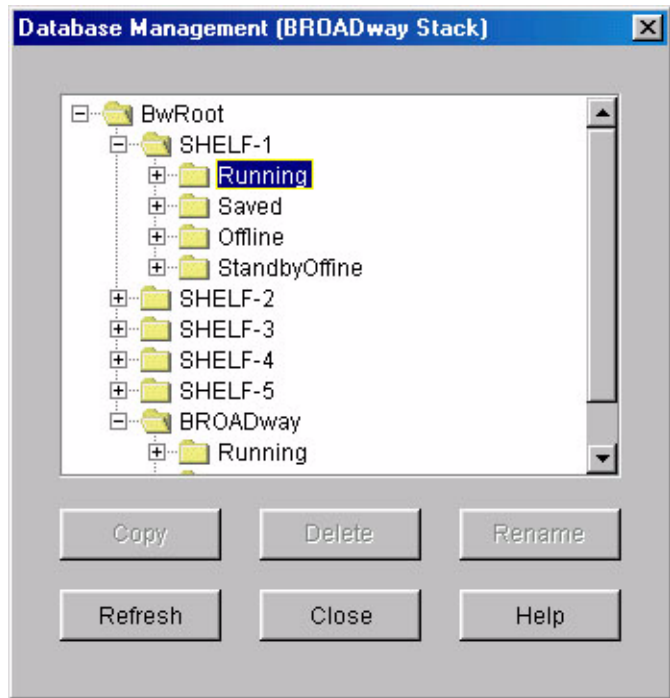 Database Management (BROADway Stack)
BwRoot
SHELF-1
Running
Saved
Offline
StandbyOffine
SHELF-2
SHELF-3
SHELF-4
SHELF-5
BROADway
Running
Copy Delete Rename
Refresh Close Help